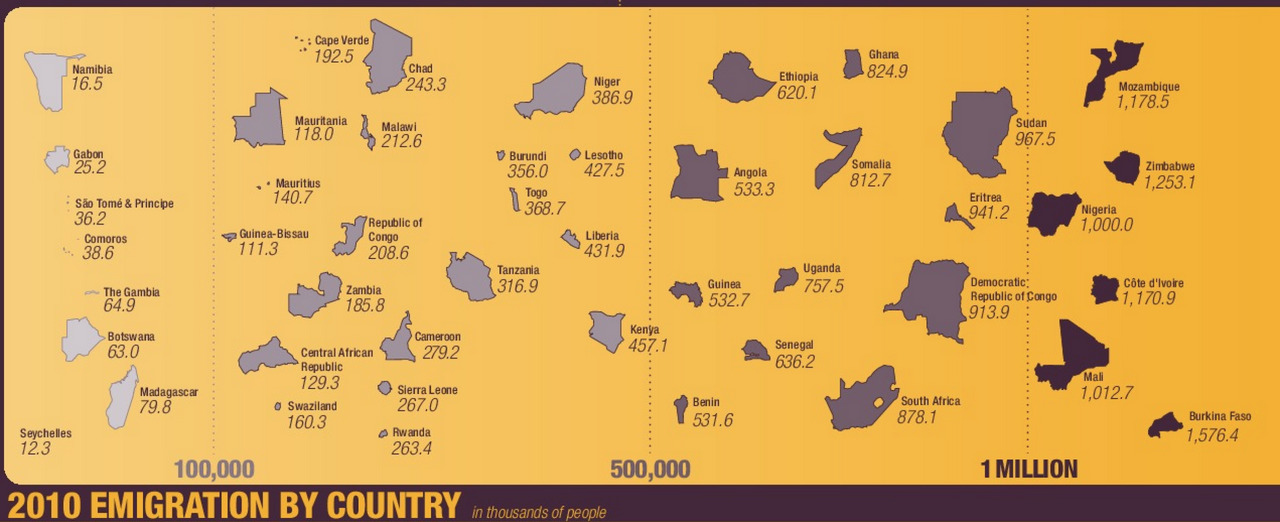 Namibia
16.5
Gabon
25.2
São Tomé & Principe
36.2
Comoros
38.6
The Gambia
64.9
Botswana
63.0
Madagascar
79.8
Seychelles
12.3
Cape Verde
192.5
Chad
243.3
Mauritania
118.0
Malawi
212.6
Mauritius
140.7
Guinea-Bissau
111.3
Republic of
Congo
208.6
Zambia
185.8
Cameroon
279.2
Central African
Republic
129.3
Sierra Leone
267.0
Swaziland
160.3
Rwanda
263.4
Niger
386.9
Burundi
356.0
Lesotho
427.5
Togo
368.7
Liberia
431.9
Tanzania
316.9
Kenya
457.1
Ethiopia
620.1
Ghana
824.9
Angola
533.3
Somalia
812.7
Sudan
967.5
Eritrea
941.2
Guinea
532.7
Uganda
757.5
Democratic
Republic of Congo
913.9
Senegal
636.2
Benin
531.6
South Africa
878.1
Mozambique
1,178.5
Zimbabwe
1,253.1
Nigeria
1,000.0
Côte d'Ivoire
1,170.9
Mali
1,012.7
Burkina Faso
1,576.4
100,000
500,000
1 MILLION
2010 EMIGRATION BY COUNTRY in thousands of people